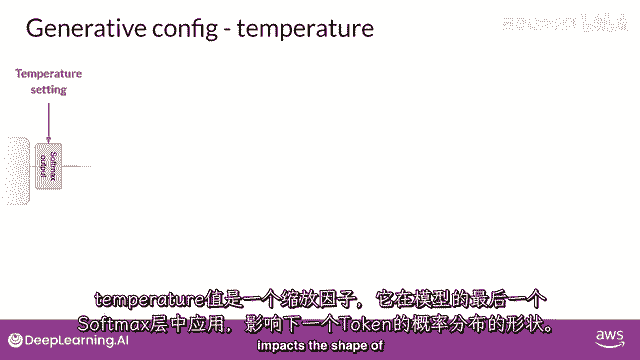 Generative config - temperature
Temperature
setting
Softmax
output
temperature值是一个缩放因子，它在模型的最后一个
Softmax层中应用，影响下一个Token的概率分布的形状。
impacts the shape of
DeepLearning.AI
aws